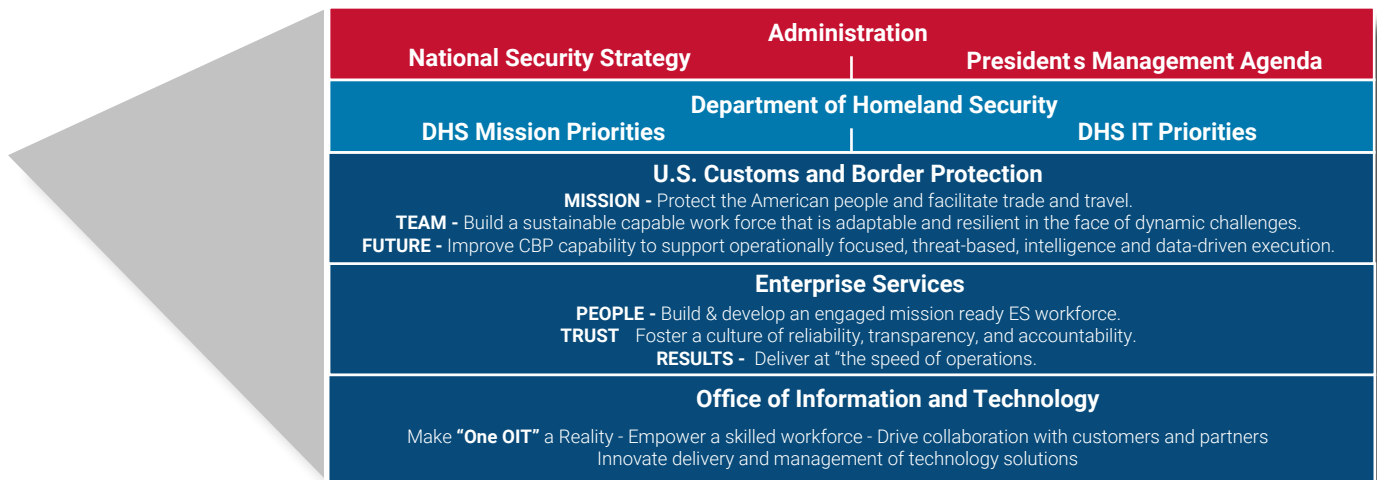 Administration
National Security Strategy | President s Management Agenda
Department of Homeland Security
DHS Mission Priorities | DHS IT Priorities
U.S. Customs and Border Protection
MISSION - Protect the American people and facilitate trade and travel.
TEAM - Build a sustainable capable work force that is adaptable and resilient in the face of dynamic challenges.
FUTURE - Improve CBP capability to support operationally focused, threat-based, intelligence and data-driven execution.
Enterprise Services
PEOPLE - Build & develop an engaged mission ready ES workforce.
TRUST Foster a culture of reliability, transparency, and accountability.
RESULTS - Deliver at “the speed of operations.
Office of Information and Technology
Make “One OIT” a Reality - Empower a skilled workforce - Drive collaboration with customers and partners
Innovate delivery and management of technology solutions